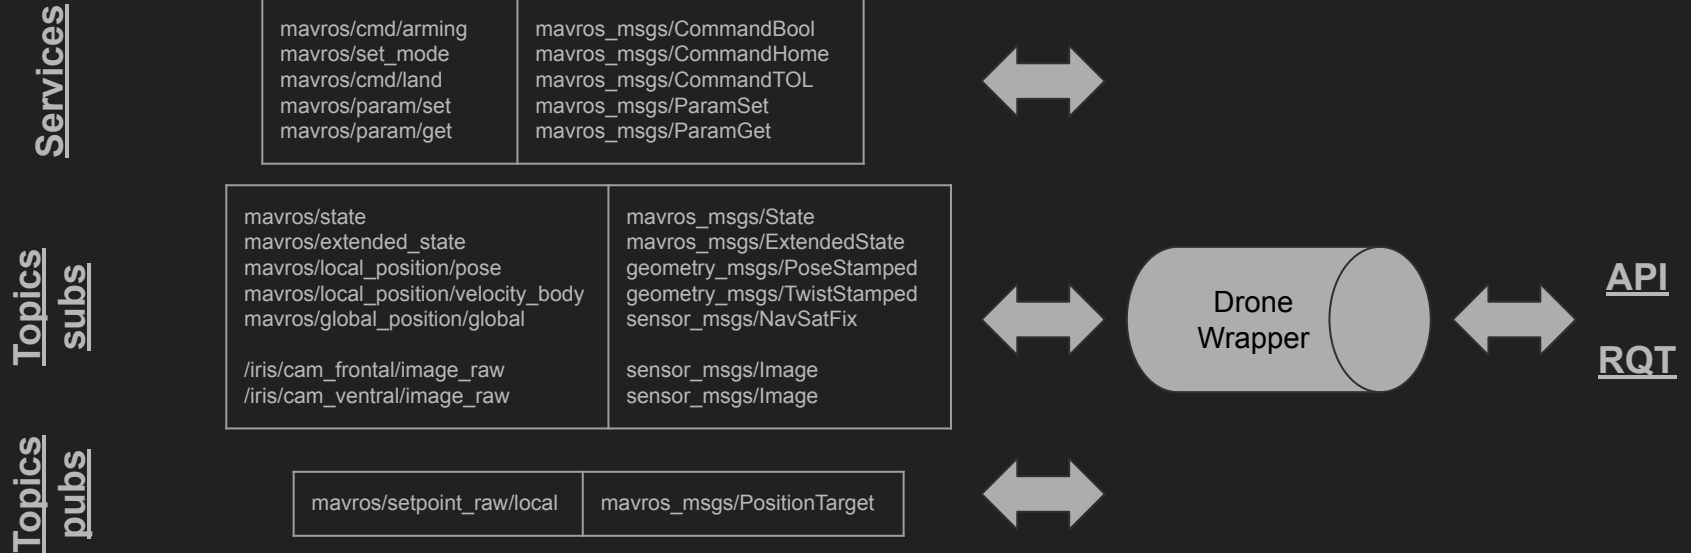 Services
mavros/cmd/arming mavros_msgs/CommandBool
mavros/set_mode mavros_msgs/CommandHome
mavros/cmd/land mavros_msgs/CommandTOL
mavros/param/set mavros_msgs/ParamSet
mavros/param/get mavros_msgs/ParamGet
Topics
subs
mavros/state mavros_msgs/State
mavros/extended_state mavros_msgs/ExtendedState
mavros/local_position/pose geometry_msgs/PoseStamped
mavros/local_position/velocity_body geometry_msgs/TwistStamped
mavros/global_position/global sensor_msgs/NavSatFix
/iris/cam_frontal/image_raw sensor_msgs/Image
/iris/cam_ventral/image_raw sensor_msgs/Image
Drone
Wrapper
API
RQT
Topics
pubs
mavros/setpoint_raw/local mavros_msgs/PositionTarget